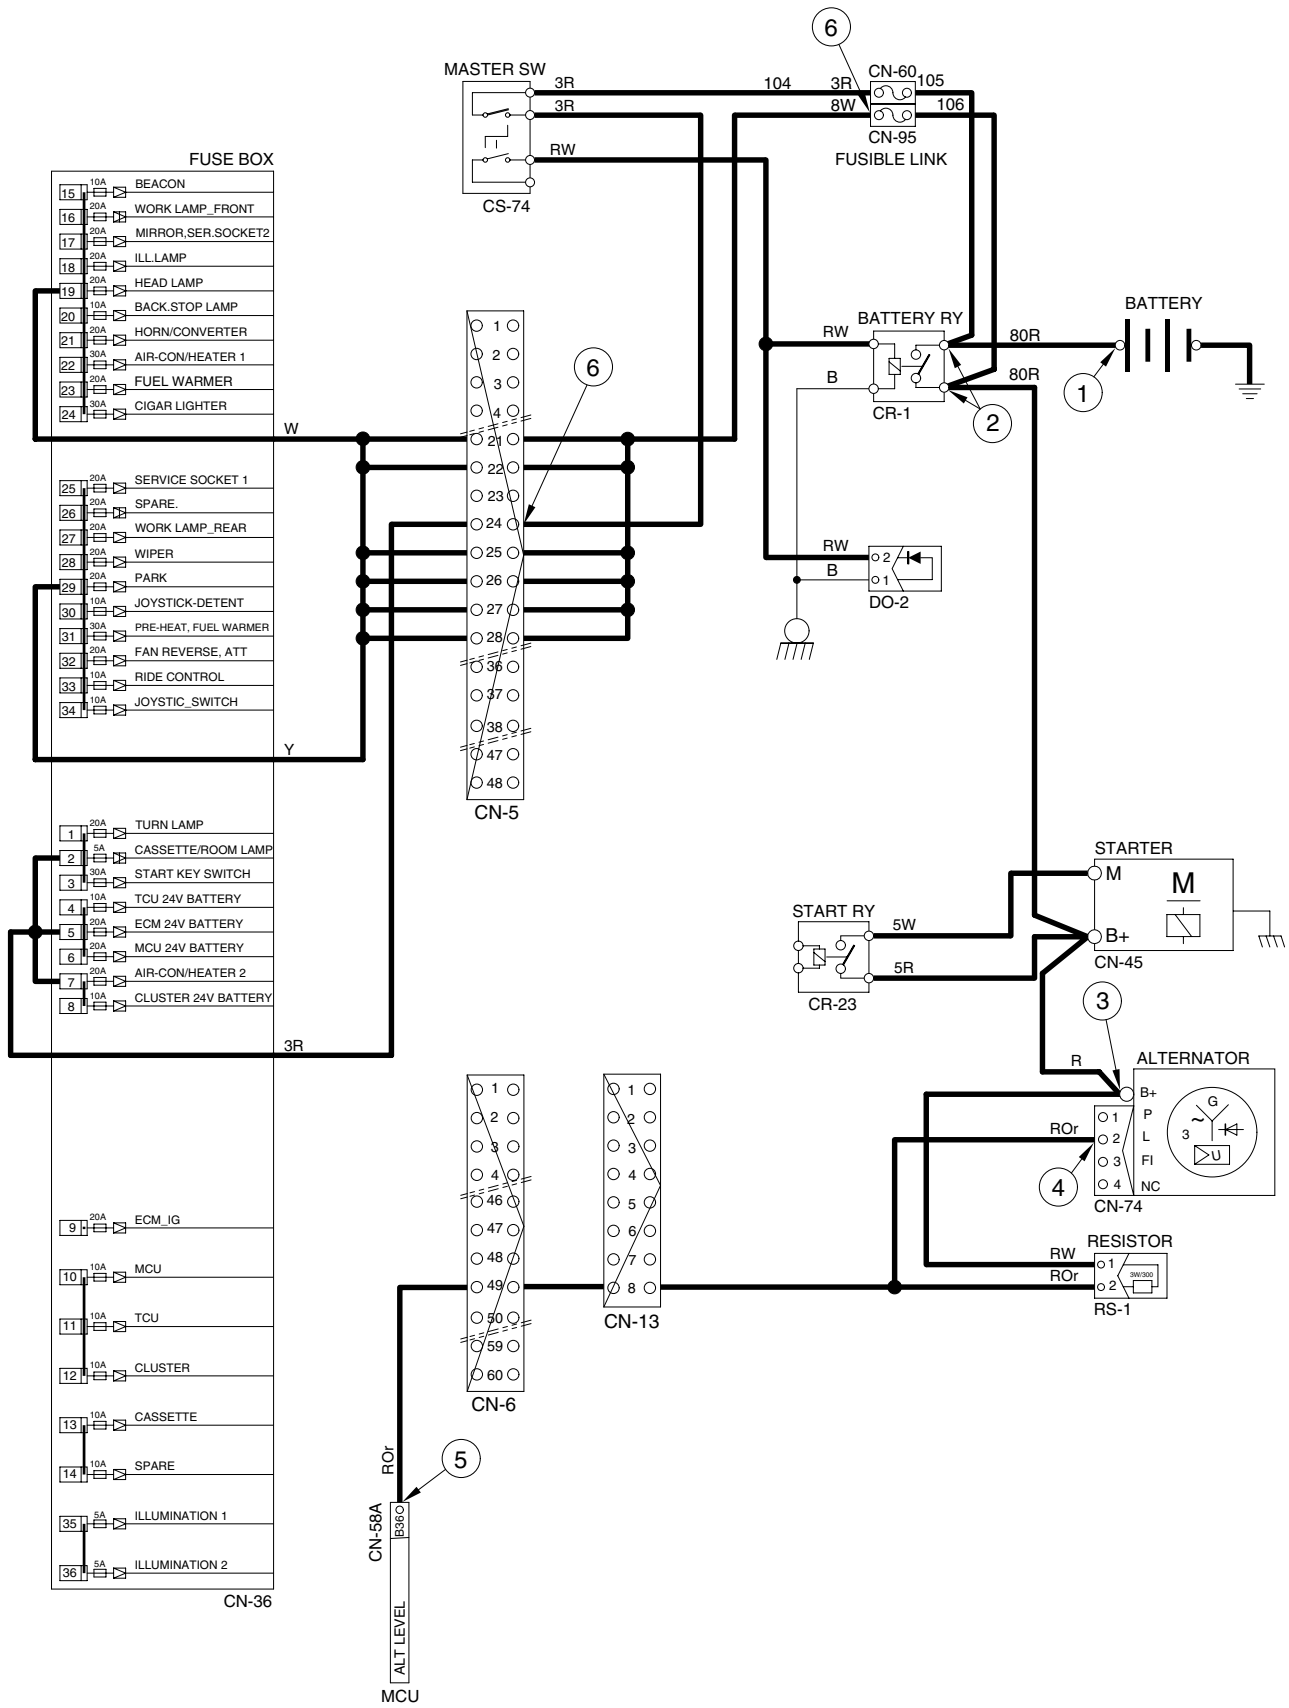 6
MASTER SW
3R
104
3R
CN-60
105
3R
8W
106
CN-95
FUSIBLE LINK
RW
CS-74
FUSE BOX
15 10A BEACON
16 20A WORK LAMP_FRONT
17 20A MIRROR,SER.SOCKET2
18 20A ILL.LAMP
19 20A HEAD LAMP
20 10A BACK.STOP LAMP
21 20A HORN/CONVERTER
22 30A AIR-CON/HEATER 1
23 20A FUEL WARMER
24 30A CIGAR LIGHTER
W
25 20A SERVICE SOCKET 1
26 20A SPARE.
27 20A WORK LAMP_REAR
28 20A WIPER
29 20A PARK
30 10A JOYSTICK-DETENT
31 30A PRE-HEAT, FUEL WARMER
32 20A FAN REVERSE, ATT
33 10A RIDE CONTROL
34 10A JOYSTIC_SWITCH
Y
1 20A TURN LAMP
2 5A CASSETTE/ROOM LAMP
3 30A START KEY SWITCH
4 10A TCU 24V BATTERY
5 20A ECM 24V BATTERY
6 20A MCU 24V BATTERY
7 20A AIR-CON/HEATER 2
8 10A CLUSTER 24V BATTERY
3R
9 20A ECM_IG
10 10A MCU
11 10A TCU
12 10A CLUSTER
13 10A CASSETTE
14 10A SPARE
35 5A ILLUMINATION 1
36 5A ILLUMINATION 2
CN-36
1
2
3
4
21
22
23
24
25
26
27
28
36
37
38
47
48
CN-5
6
BATTERY RY
RW
B
CR-1
80R
80R
2
BATTERY
1
RW
B
2
1
DO-2
STARTER
M
M
B+
CN-45
START RY
5W
5R
CR-23
3
R
ALTERNATOR
B+
1 P
2 L
3 FI
4 NC
G
3 ~
U
ROr
4
CN-74
RESISTOR
RW
1
ROr
2
3W/300
RS-1
1
2
3
4
46
47
48
49
50
59
60
CN-6
1
2
3
4
5
6
7
8
CN-13
ROr
5
CN-58A
B36
ALT LEVEL
MCU